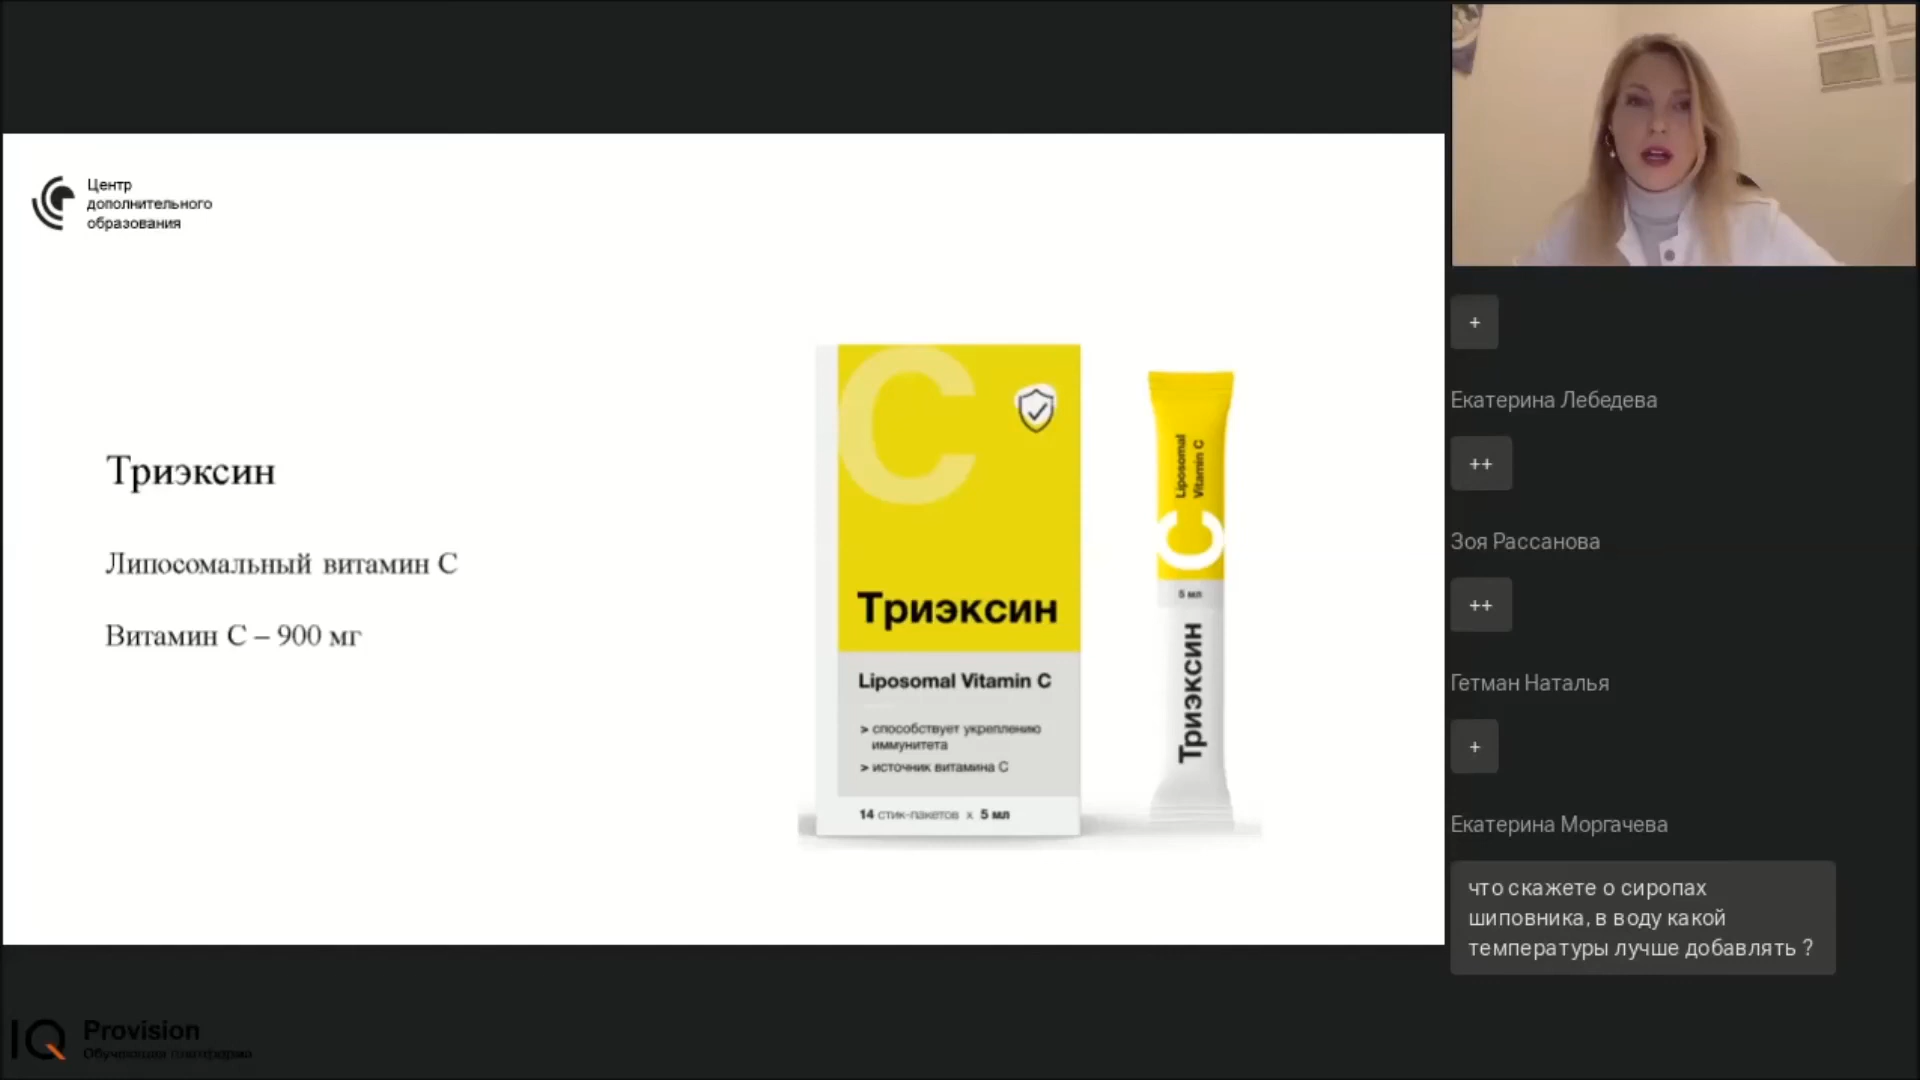 Центр
дополнительного
образования
Триэксин
Липосомальный витамин С
Витамин С – 900 мг
C
Триэксин
Liposomal Vitamin C
> способствует укреплению
иммунитета
> источник витамина С
14 стик-пакетов x 5 мл
Liposomal
Vitamin C
C
5 мл
Триэксин
+
Екатерина Лебедева
++
Зоя Рассанова
++
Гетман Наталья
+
Екатерина Моргачева
что скажете о сиропах
шиповника, в воду какой
температуры лучше добавлять ?
IQ Provision
Обучающая платформа